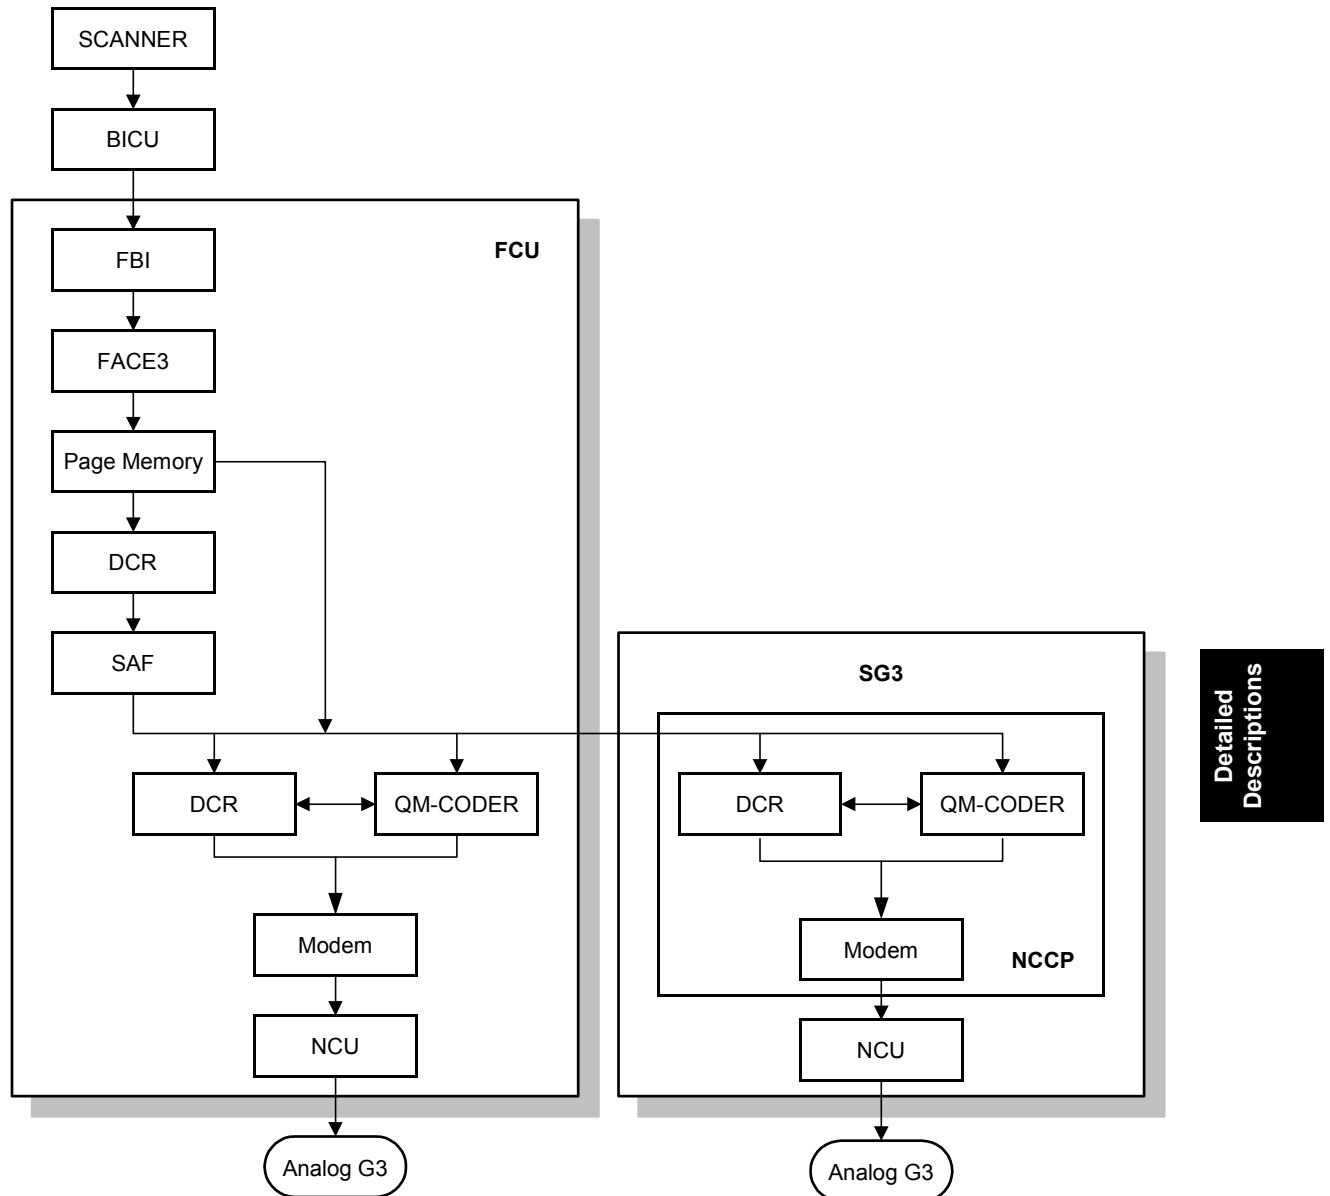 SCANNER
BICU
FCU
FBI
FACE3
Page Memory
DCR
SAF
DCR
QM-CODER
Modem
NCU
Analog G3
SG3
DCR
QM-CODER
Modem
NCCP
NCU
Analog G3
Detailed
Descriptions